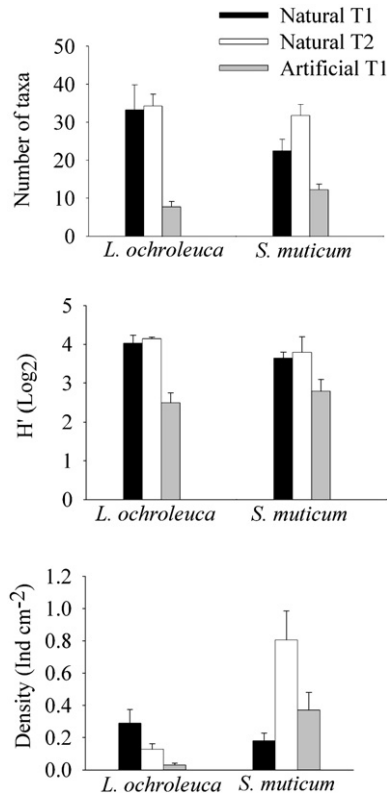 Natural T1
Natural T2
Artificial T1
Number of taxa
50
40
30
20
10
0
L. ochroleuca S. muticum
H' (Log2)
5
4
3
2
1
0
L. ochroleuca S. muticum
Density (Ind cm-2)
1.2
1.0
0.8
0.6
0.4
0.2
0.0
L. ochroleuca S. muticum